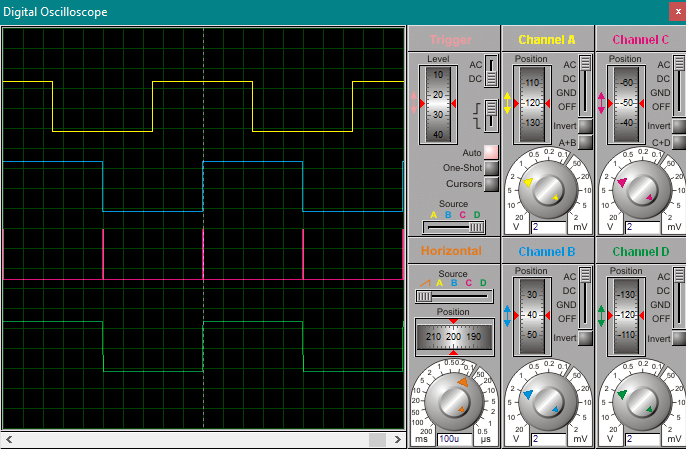 Digital Oscilloscope
Trigger
Level
10
20
30
40
AC
DC
Auto
One-Shot
Cursors
Source
A B C D
Channel A
Position
110
120
130
AC
DC
GND
OFF
Invert
A+B
1 0.5 0.2 0.1
2 50
5 20
10 10
20 5
2
V 2 mV
Channel C
Position
-60
-50
-40
AC
DC
GND
OFF
Invert
C+D
1 0.5 0.2 0.1
2 50
5 20
10 10
20 5
2
V 2 mV
Horizontal
Source
A B C D
Position
210 200 190
1 0.5 0.2 0.1
2 50
5 20
10 10
20 5
50 2
100 1
200 0.5
ms 100u µs
Channel B
Position
30
40
50
AC
DC
GND
OFF
Invert
1 0.5 0.2 0.1
2 50
5 20
10 10
20 5
2
V 2 mV
Channel D
Position
-130
-120
-110
AC
DC
GND
OFF
Invert
1 0.5 0.2 0.1
2 50
5 20
10 10
20 5
2
V 2 mV